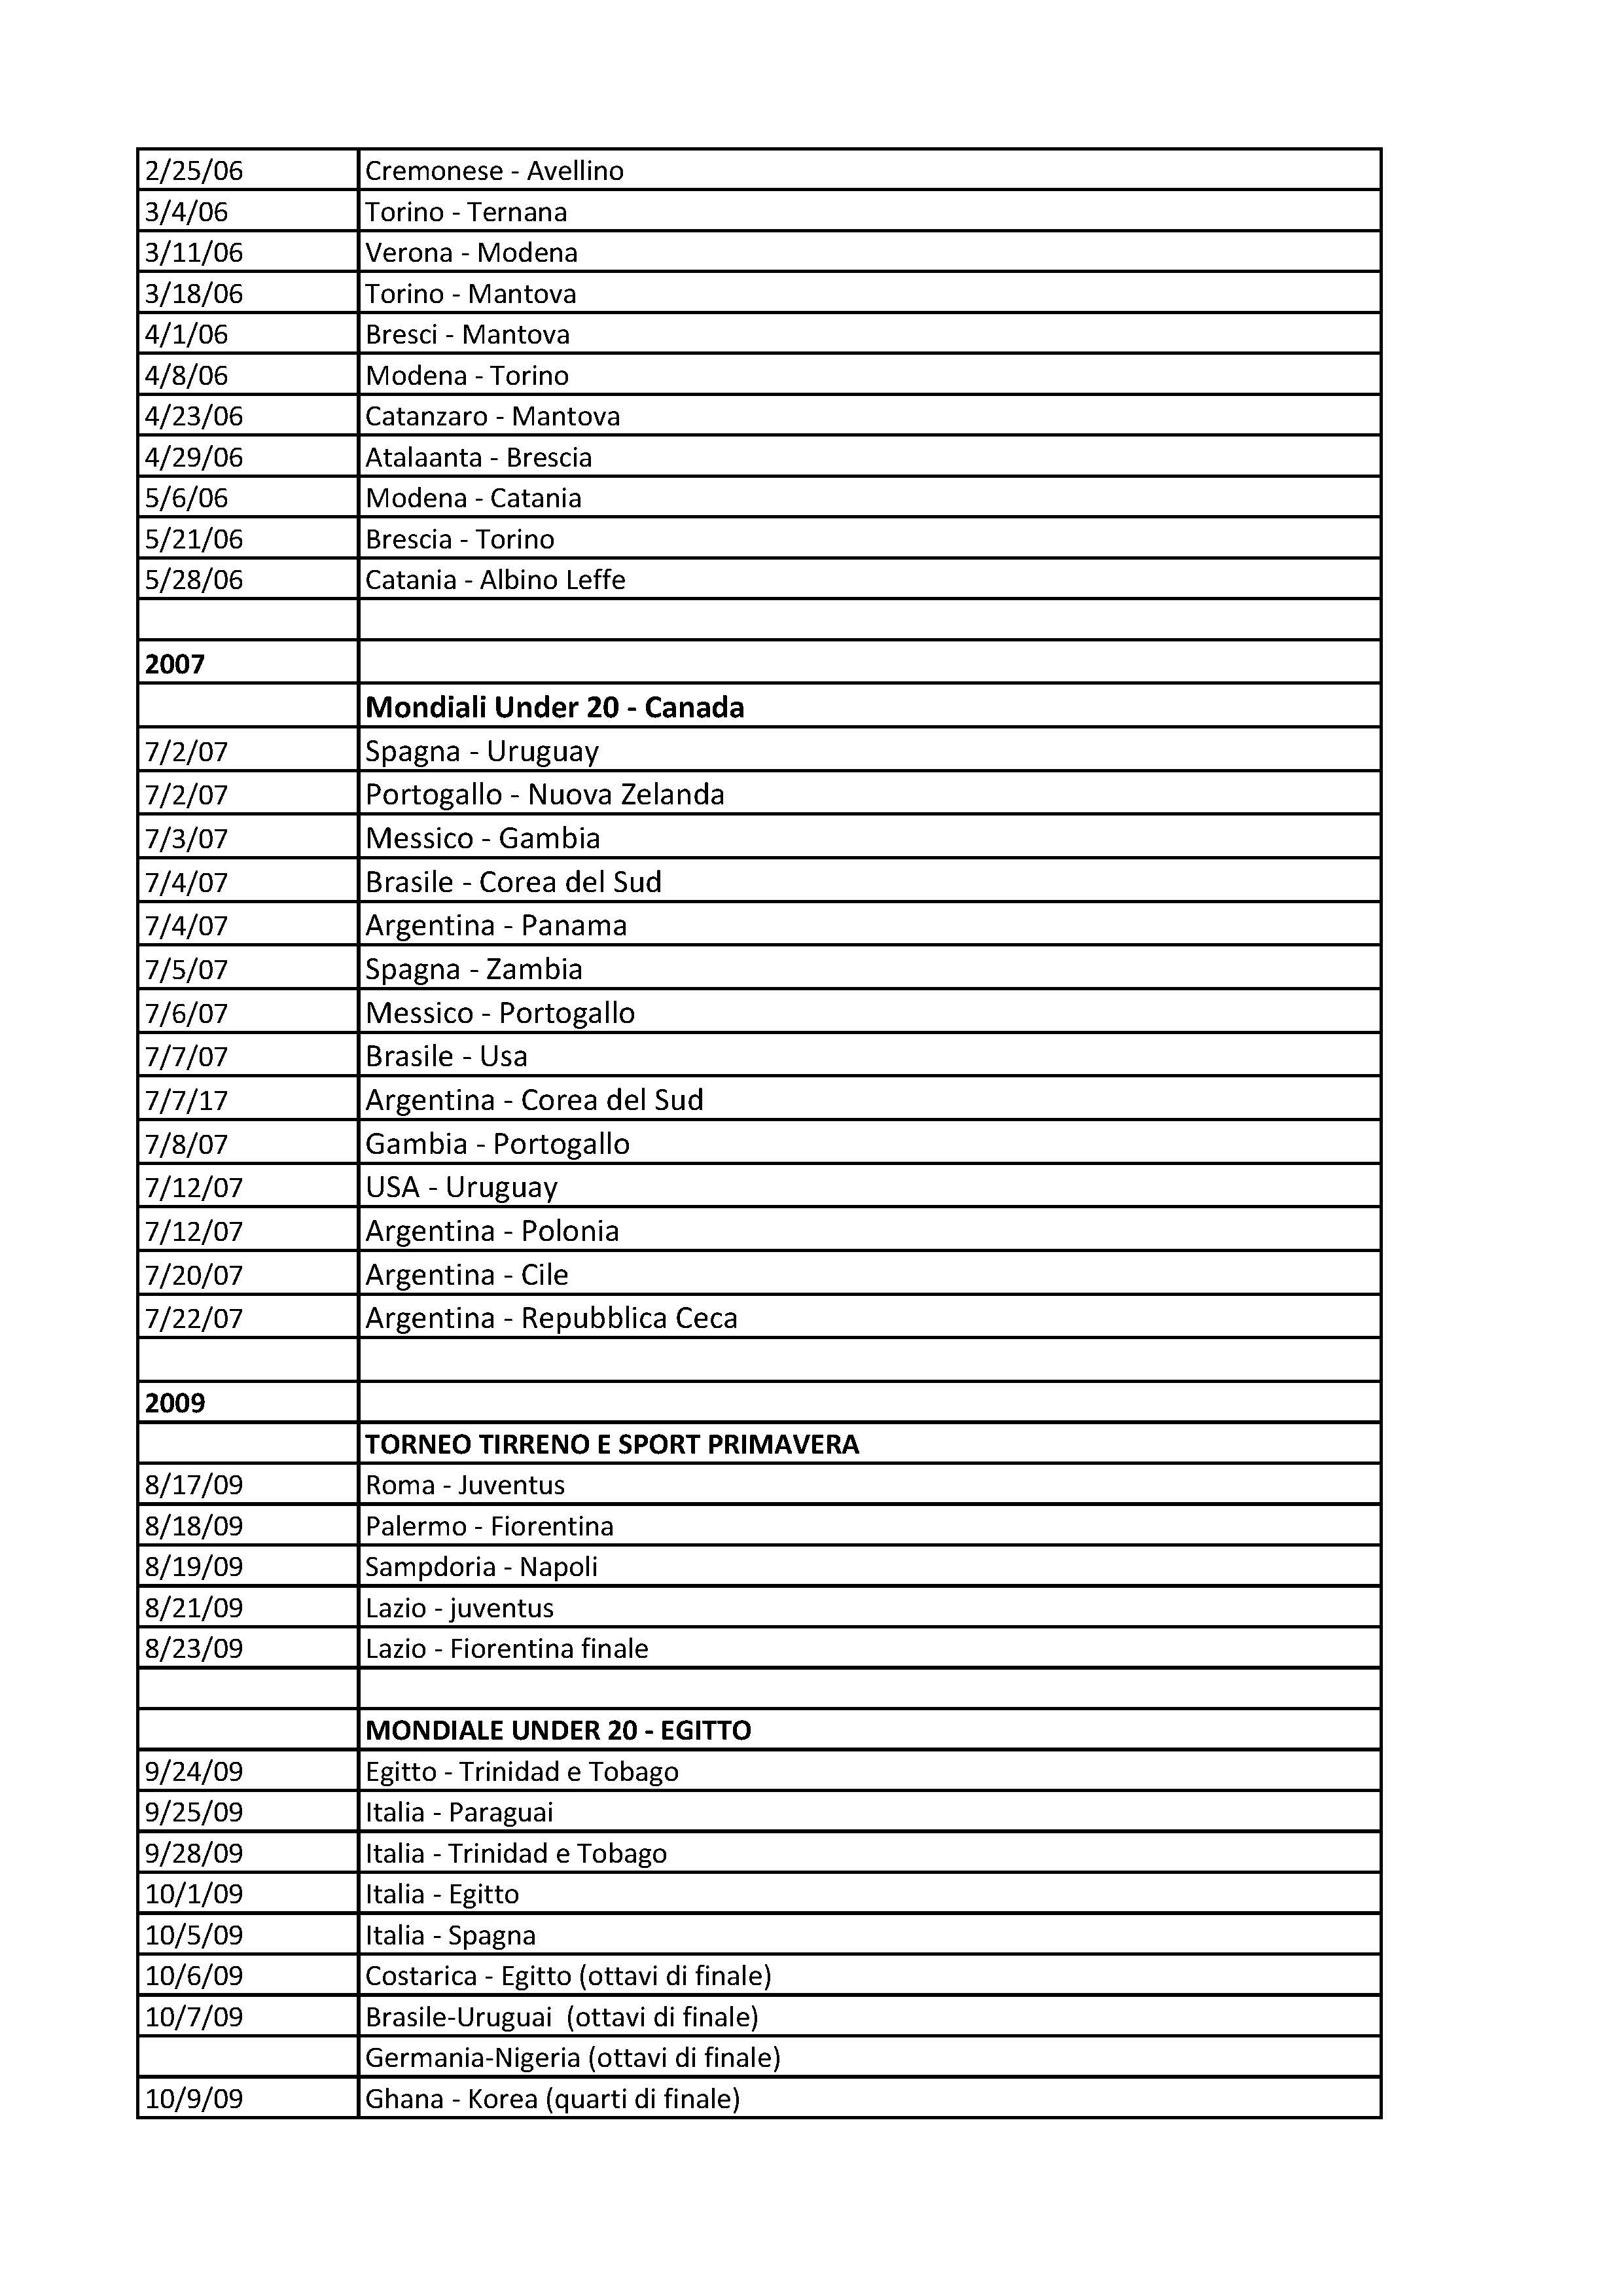 2/25/06 Cremonese - Avellino
3/4/06 Torino - Ternana
3/11/06 Verona - Modena
3/18/06 Torino - Mantova
4/1/06 Bresci - Mantova
4/8/06 Modena - Torino
4/23/06 Catanzaro - Mantova
4/29/06 Atalaanta - Brescia
5/6/06 Modena - Catania
5/21/06 Brescia - Torino
5/28/06 Catania - Albino Leffe
2007
Mondiali Under 20 - Canada
7/2/07 Spagna - Uruguay
7/2/07 Portogallo - Nuova Zelanda
7/3/07 Messico - Gambia
7/4/07 Brasile - Corea del Sud
7/4/07 Argentina - Panama
7/5/07 Spagna - Zambia
7/6/07 Messico - Portogallo
7/7/07 Brasile - Usa
7/7/17 Argentina - Corea del Sud
7/8/07 Gambia - Portogallo
7/12/07 USA - Uruguay
7/12/07 Argentina - Polonia
7/20/07 Argentina - Cile
7/22/07 Argentina - Repubblica Ceca
2009
TORNEO TIRRENO E SPORT PRIMAVERA
8/17/09 Roma - Juventus
8/18/09 Palermo - Fiorentina
8/19/09 Sampdoria - Napoli
8/21/09 Lazio - juventus
8/23/09 Lazio - Fiorentina finale
MONDIALE UNDER 20 - EGITTO
9/24/09 Egitto - Trinidad e Tobago
9/25/09 Italia - Paraguai
9/28/09 Italia - Trinidad e Tobago
10/1/09 Italia - Egitto
10/5/09 Italia - Spagna
10/6/09 Costarica - Egitto (ottavi di finale)
10/7/09 Brasile-Uruguai  (ottavi di finale)
Germania-Nigeria (ottavi di finale)
10/9/09 Ghana - Korea (quarti di finale)